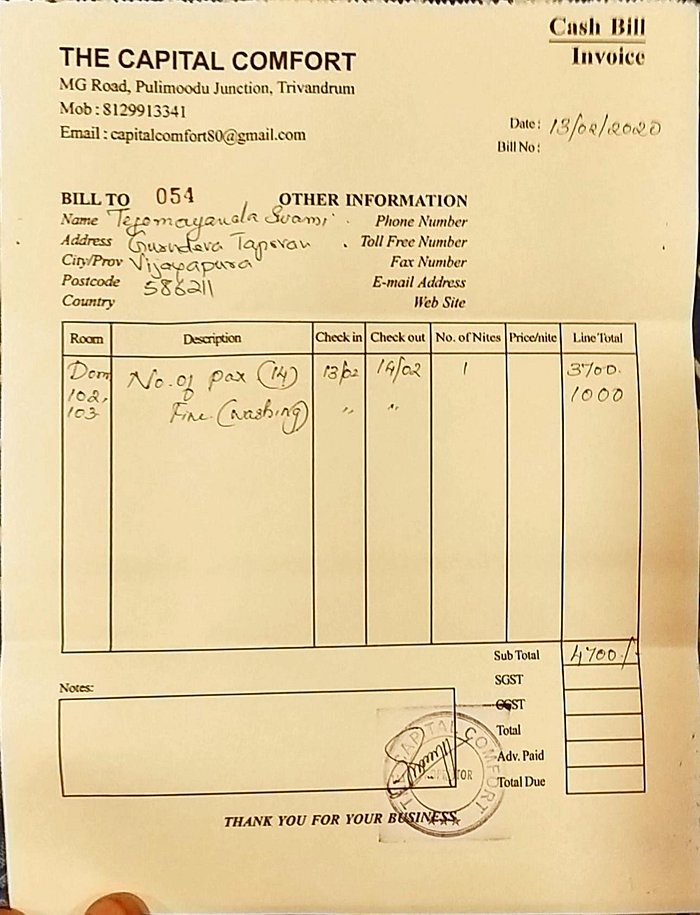 Cash Bill
Invoice
THE CAPITAL COMFORT
MG Road, Pulimoodu Junction, Trivandrum
Mob : 8129913341
Email : capitalcomfort80@gmail.com
Date : 13/02/2020
Bill No :
BILL TO 054 OTHER INFORMATION
Name Tejomayanada Swami Phone Number
Address Gurudeva Tapovan Toll Free Number
City/Prov Vijayapura Fax Number
Postcode 586211 E-mail Address
Country Web Site
Room Description Check in Check out No. of Nites Price/nite Line Total
Dom No. of pax (14) 13/02 14/02 1 3700.
102, 1000
103 Fine (washing) " "
Sub Total 4700/-
SGST
Notes: CGST
Total
Adv. Paid
Total Due
THE CAPITAL COMFORT
THANK YOU FOR YOUR BUSINESS